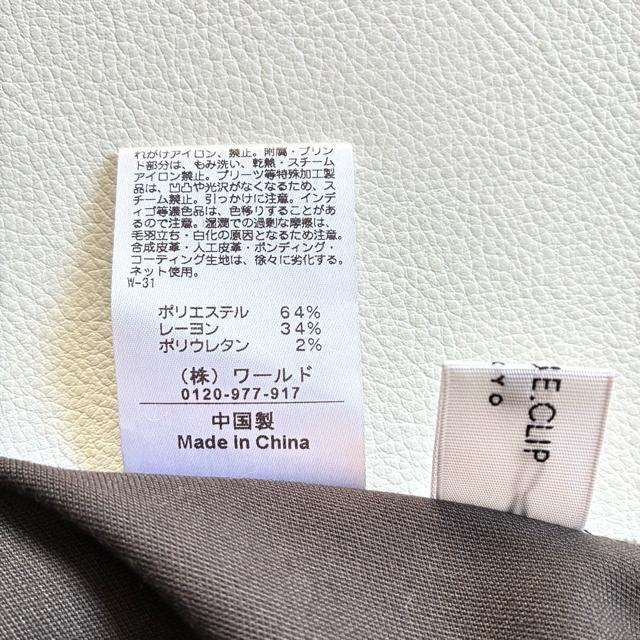 れがけアイロン、禁止。附属・プリン
ト部分は、もみ洗い、乾熱・スチーム
アイロン禁止。プリーツ等特殊加工製
品は、凹凸や光沢がなくなるため、ス
チーム禁止。引っかけに注意。インデ
ィゴ等濃色品は、色移りすることがあ
るので注意。湿潤での過剰な摩擦は、
毛羽立ち・白化の原因となるため注意。
合成皮革・人工皮革・ボンディング・
コーティング生地は、徐々に劣化する。
ネット使用。
W-31
ポリエステル 64%
レーヨン 34%
ポリウレタン 2%
(株) ワールド
0120-977-917
中国製
Made in China
SE.CLIP
KYO